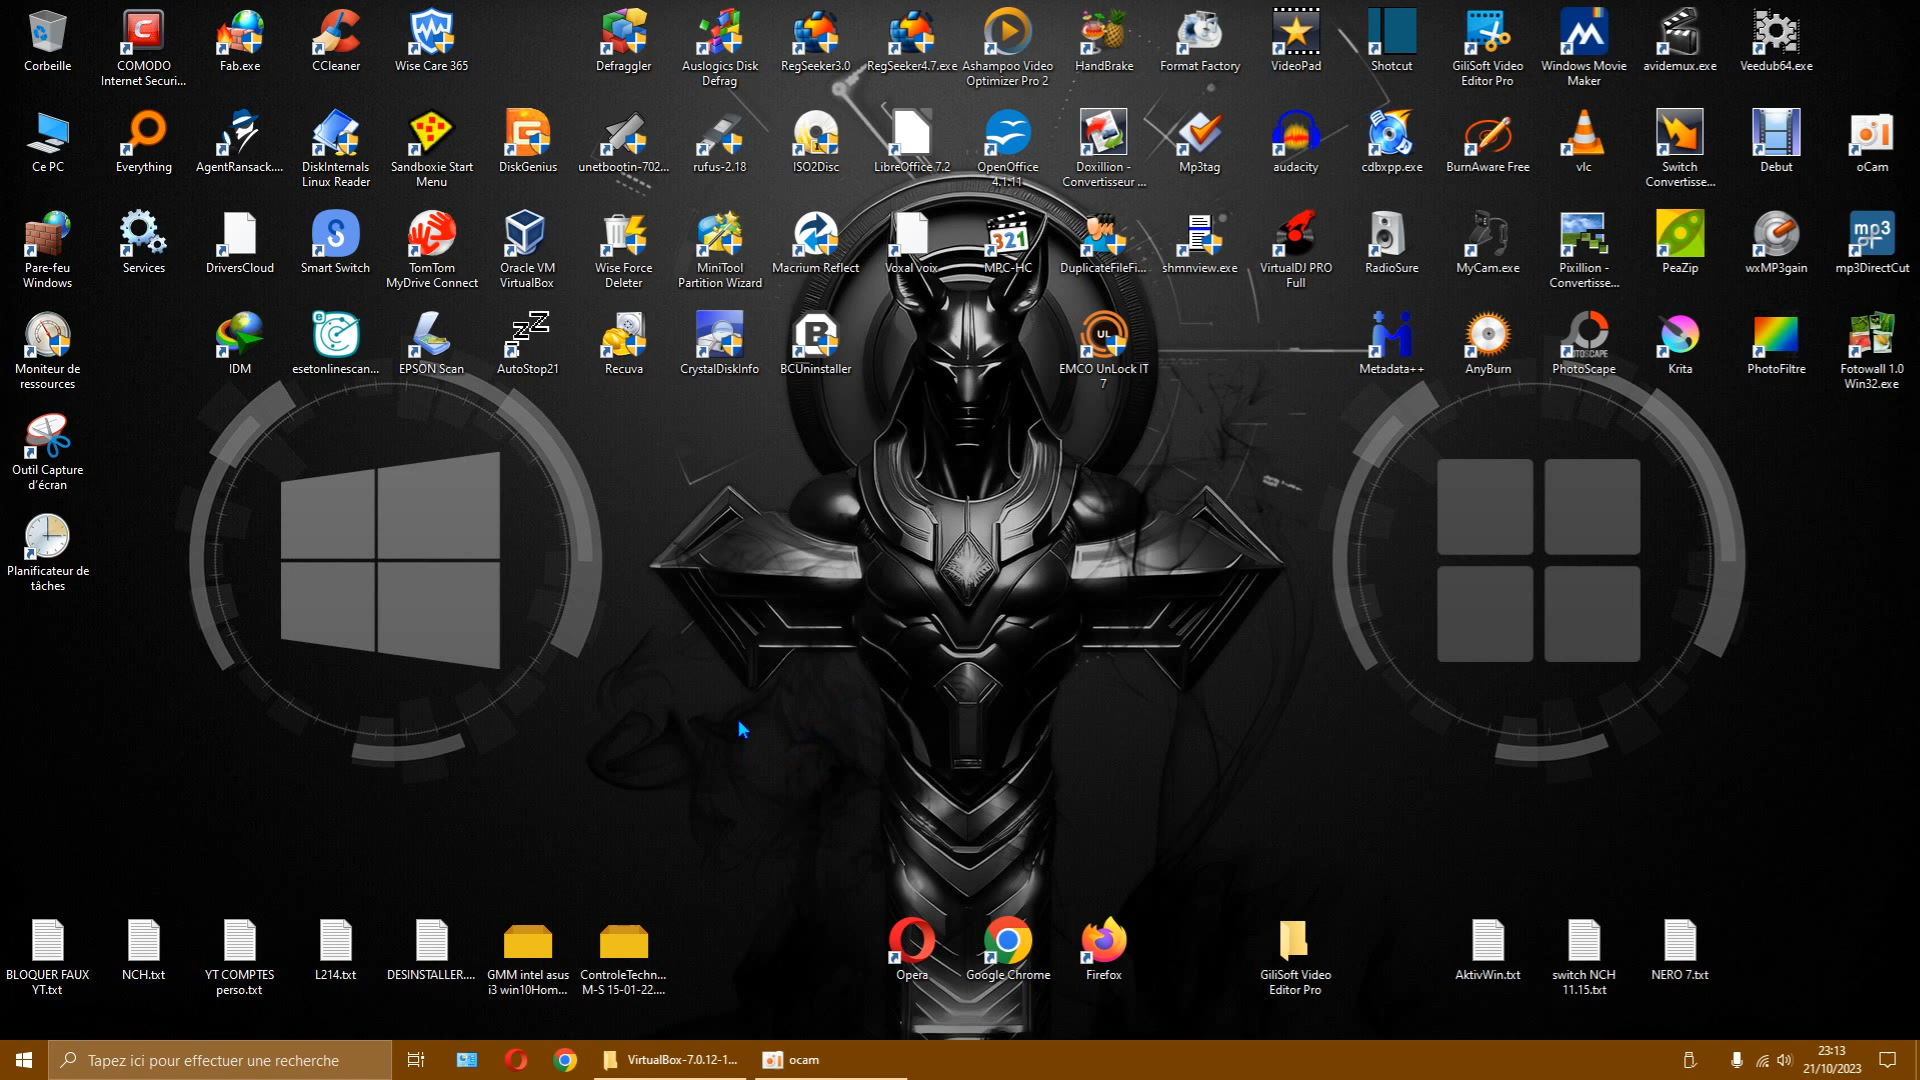 Corbeille
COMODO
Internet Securi...
Fab.exe
CCleaner
Wise Care 365
Defraggler
Auslogics Disk
Defrag
RegSeeker3.0
RegSeeker4.7.exe
Ashampoo Video
Optimizer Pro 2
HandBrake
Format Factory
VideoPad
Shotcut
GiliSoft Video
Editor Pro
Windows Movie
Maker
avidemux.exe
Veedub64.exe
Ce PC
Everything
AgentRansack....
DiskInternals
Linux Reader
Sandboxie Start
Menu
DiskGenius
unetbootin-702...
rufus-2.18
ISO2Disc
LibreOffice 7.2
OpenOffice
4.1.11
Doxillion -
Convertisseur ...
Mp3tag
audacity
cdbxpp.exe
BurnAware Free
vlc
Switch
Convertisse...
Debut
oCam
Pare-feu
Windows
Services
DriversCloud
Smart Switch
TomTom
MyDrive Connect
Oracle VM
VirtualBox
Wise Force
Deleter
MiniTool
Partition Wizard
Macrium Reflect
Voxal voix
321
MPC-HC
DuplicateFileFi...
shmnview.exe
VirtualDJ PRO
Full
RadioSure
MyCam.exe
Pixillion -
Convertisse...
PeaZip
wxMP3gain
mp3
mp3DirectCut
Moniteur de
ressources
IDM
esetonlinescan...
EPSON Scan
AutoStop21
Recuva
CrystalDiskInfo
BCUninstaller
UL
EMCO UnLock IT
7
Metadata++
AnyBurn
PhotoScape
Krita
PhotoFiltre
Fotowall 1.0
Win32.exe
Outil Capture
d'écran
Planificateur de
tâches
BLOQUER FAUX
YT.txt
NCH.txt
YT COMPTES
perso.txt
L214.txt
DESINSTALLER....
GMM intel asus
i3 win10Hom...
ControleTechn...
M-S 15-01-22....
Opera
Google Chrome
Firefox
GiliSoft Video
Editor Pro
AktivWin.txt
switch NCH
11.15.txt
NERO 7.txt
Tapez ici pour effectuer une recherche
VirtualBox-7.0.12-1...
ocam
23:13
21/10/2023